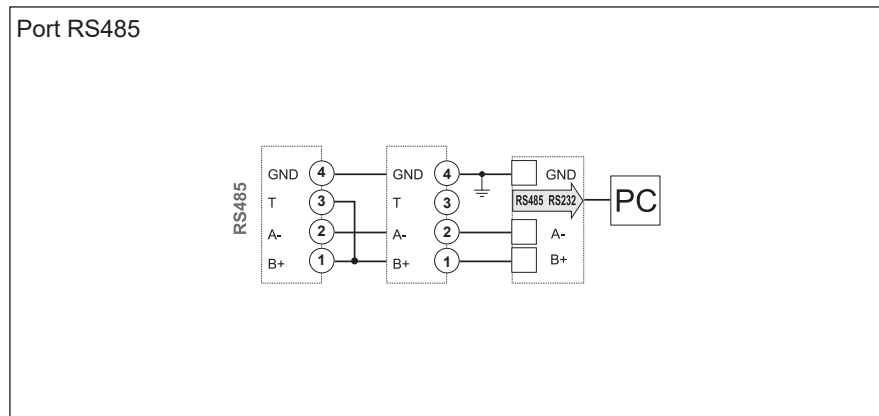 Port RS485
RS485
GND 4 GND 4 GND
T 3 T 3 RS485 RS232 PC
A- 2 A- 2 A-
B+ 1 B+ 1 B+